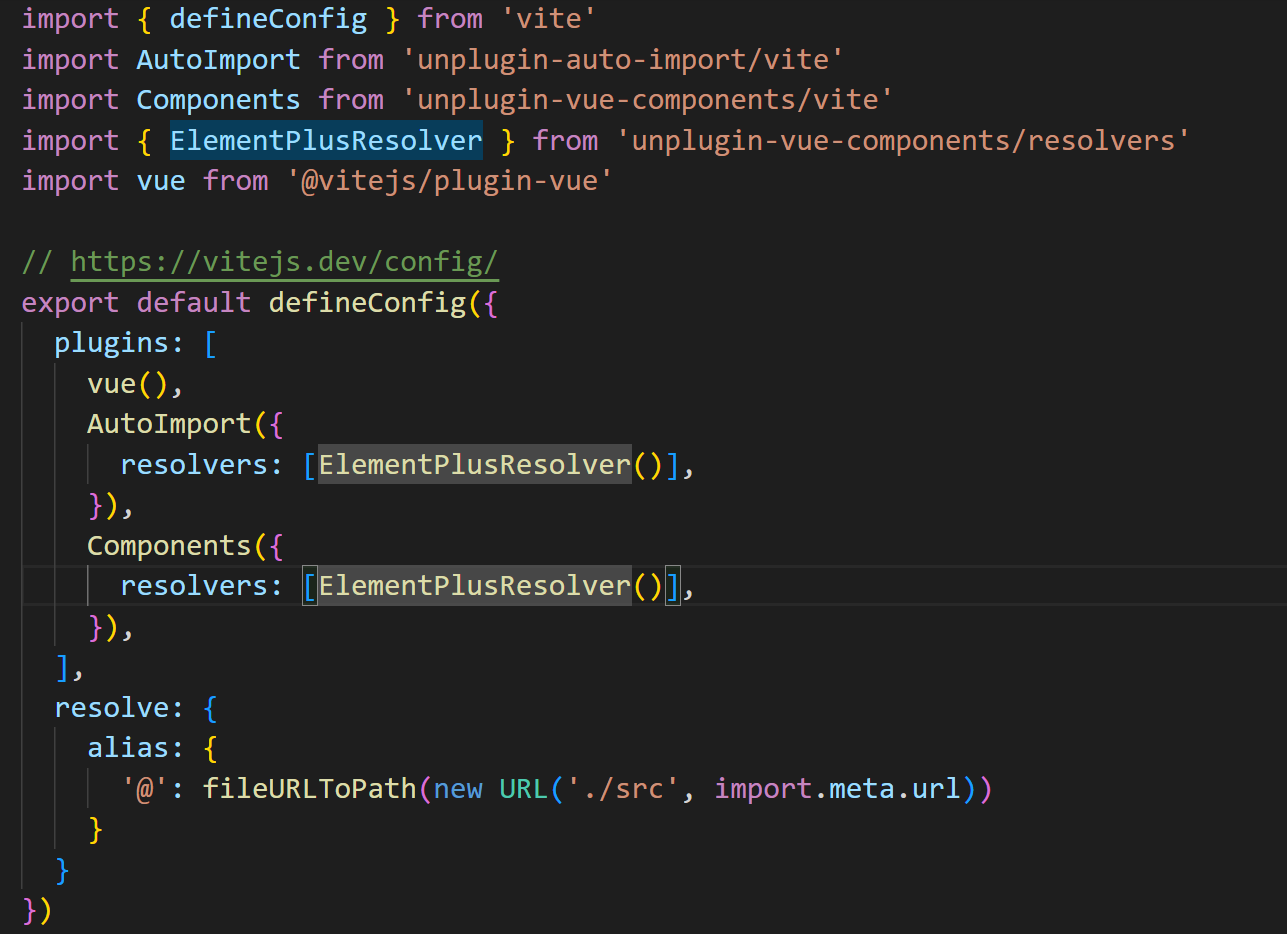 import { defineConfig } from 'vite'
import AutoImport from 'unplugin-auto-import/vite'
import Components from 'unplugin-vue-components/vite'
import { ElementPlusResolver } from 'unplugin-vue-components/resolvers'
import vue from '@vitejs/plugin-vue'

// https://vitejs.dev/config/
export default defineConfig({
  plugins: [
    vue(),
    AutoImport({
      resolvers: [ElementPlusResolver()],
    }),
    Components({
      resolvers: [ElementPlusResolver()],
    }),
  ],
  resolve: {
    alias: {
      '@': fileURLToPath(new URL('./src', import.meta.url))
    }
  }
})